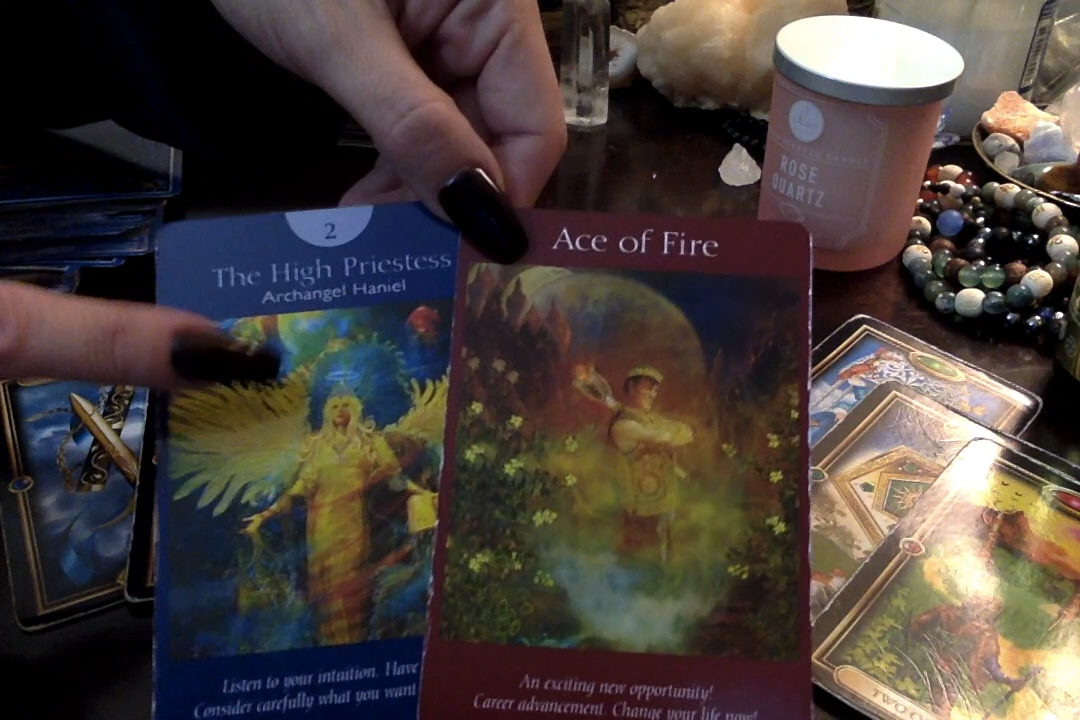 2
The High Priestess
Archangel Haniel
Listen to your intuition. Have
Consider carefully what you want
Ace of Fire
An exciting new opportunity!
Career advancement. Change your life now!
ROSE
QUARTZ
TWO